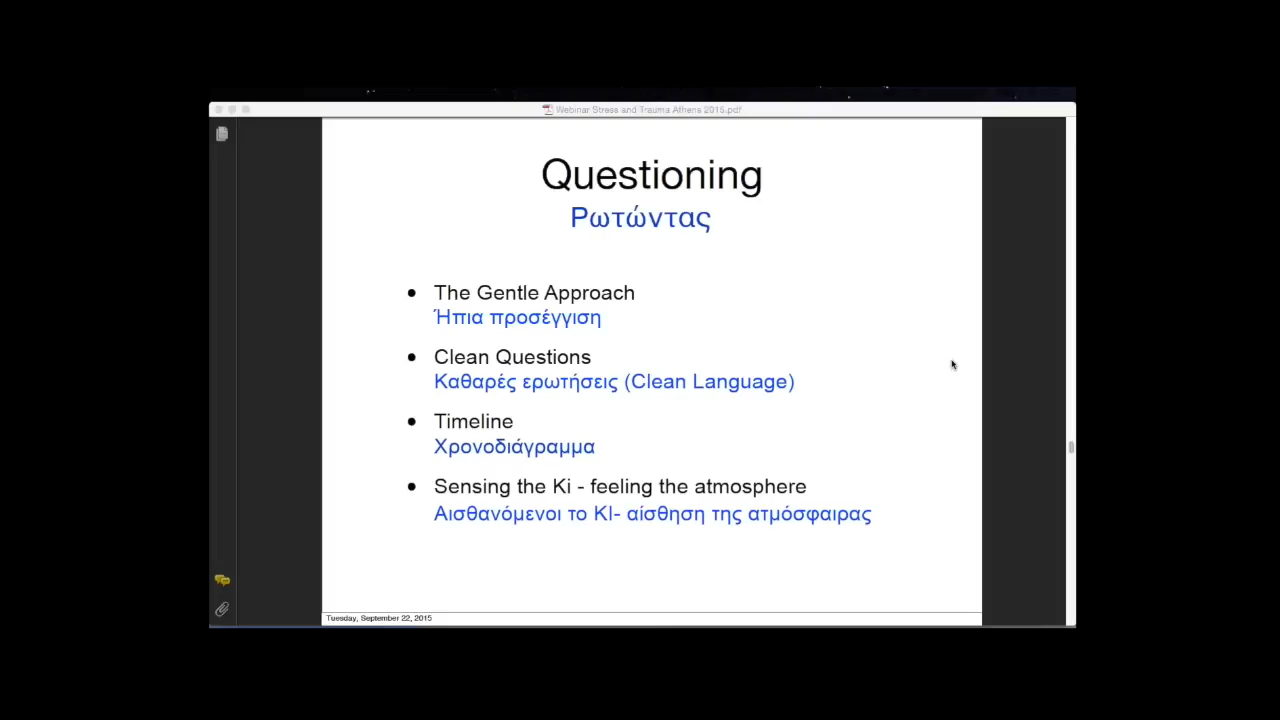 Webinar Stress and Trauma Athens 2015.pdf
Questioning
Ρωτώντας
• The Gentle Approach
Ήπια προσέγγιση
• Clean Questions
Καθαρές ερωτήσεις (Clean Language)
• Timeline
Χρονοδιάγραμμα
• Sensing the Ki - feeling the atmosphere
Αισθανόμενοι το ΚΙ- αίσθηση της ατμόσφαιρας
Tuesday, September 22, 2015